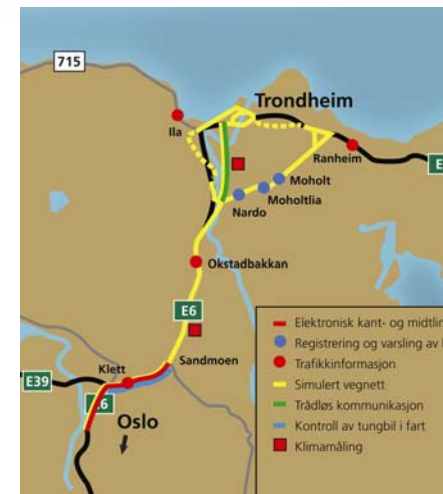 715
Trondheim
Ila
Ranheim
E
Moholt
Moholtlia
Nardo
Okstadbakkan
E6
Sandmoen
Klett
E39
E6
Oslo
Elektronisk kant- og
Registrering og varsling av
Trafikkinformasjon
Simulert vegnett
Trådløs kommunikasjon
Kontroll av tungbil i fart
Klimamåling